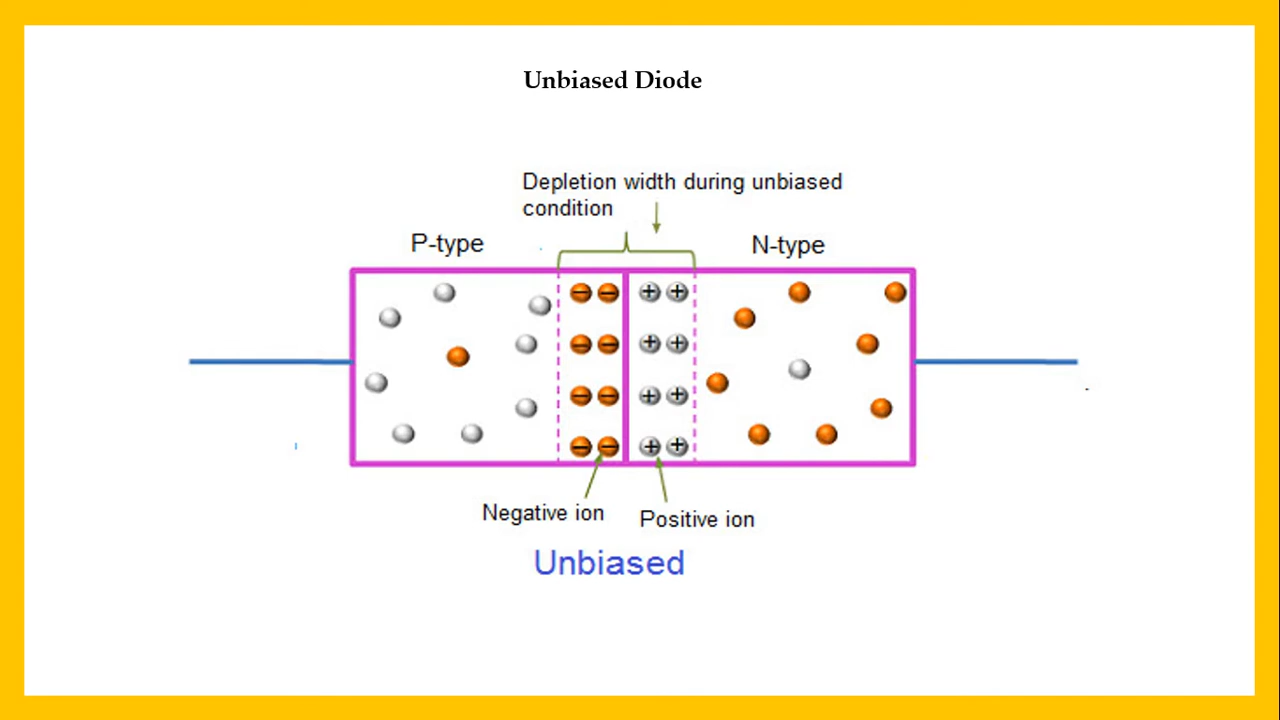 Unbiased Diode
Depletion width during unbiased
condition
P-type
N-type
Negative ion
Positive ion
Unbiased